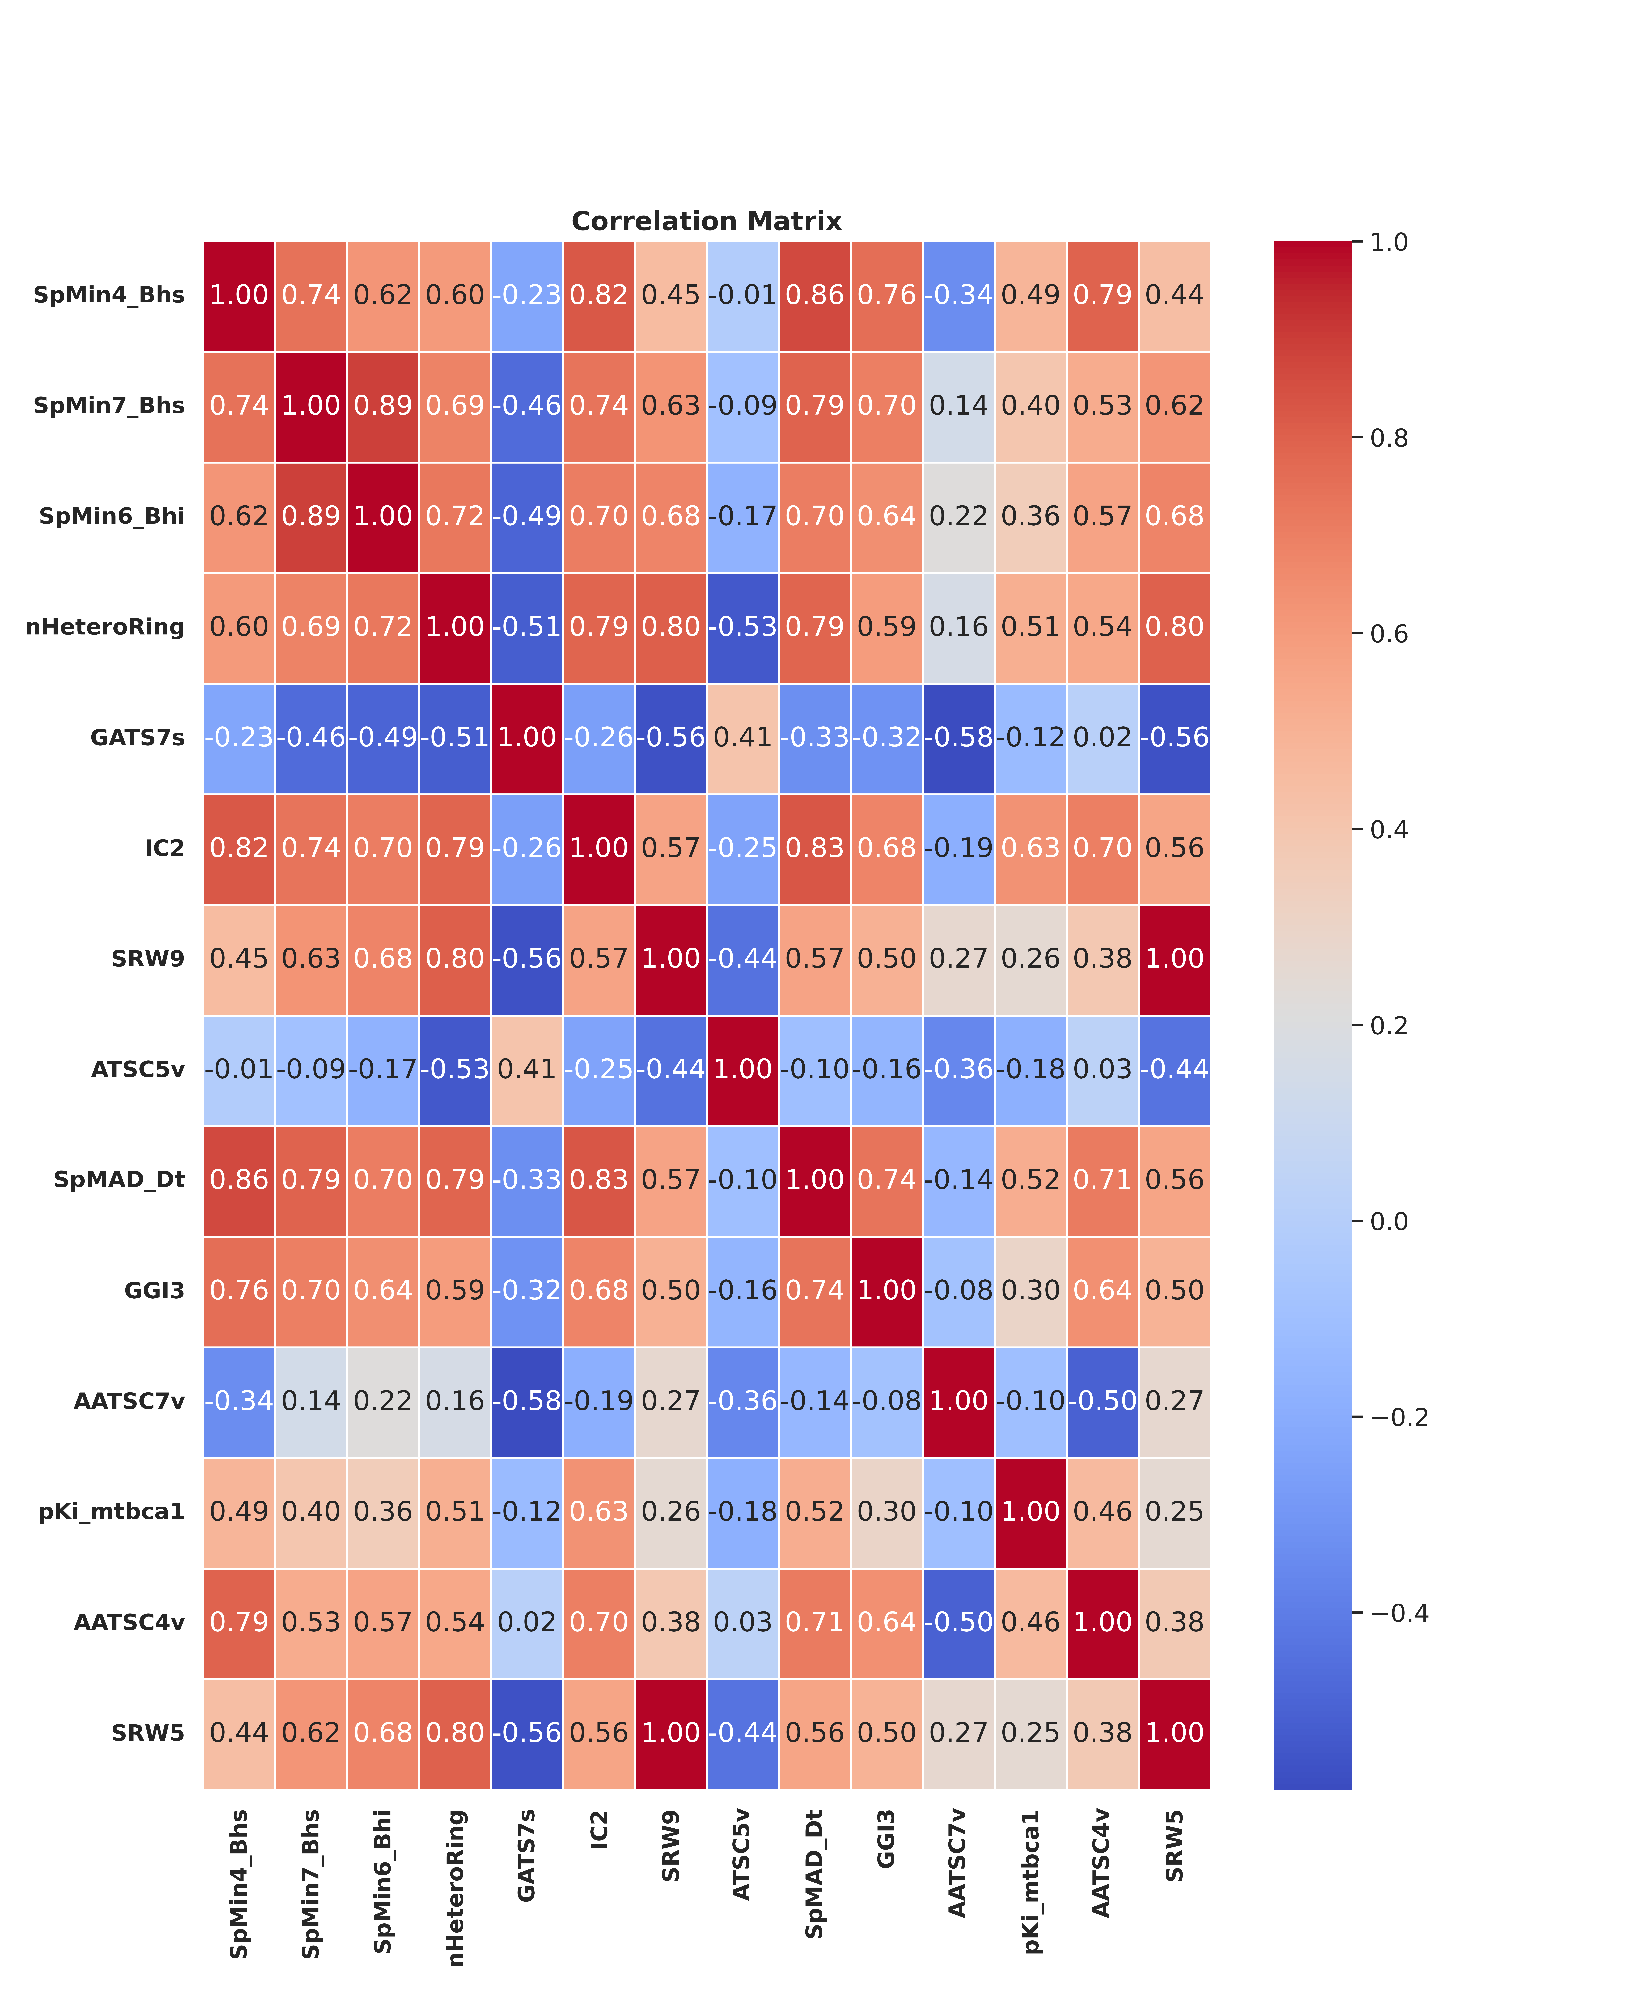 Correlation Matrix
SpMin4_Bhs 1.00 0.74 0.62 0.60 -0.23 0.82 0.45 -0.01 0.86 0.76 -0.34 0.49 0.79 0.44
SpMin7_Bhs 0.74 1.00 0.89 0.69 -0.46 0.74 0.63 -0.09 0.79 0.70 0.14 0.40 0.53 0.62
SpMin6_Bhi 0.62 0.89 1.00 0.72 -0.49 0.70 0.68 -0.17 0.70 0.64 0.22 0.36 0.57 0.68
nHeteroRing 0.60 0.69 0.72 1.00 -0.51 0.79 0.80 -0.53 0.79 0.59 0.16 0.51 0.54 0.80
GATS7s -0.23 -0.46 -0.49 -0.51 1.00 -0.26 -0.56 0.41 -0.33 -0.32 -0.58 -0.12 0.02 -0.56
IC2 0.82 0.74 0.70 0.79 -0.26 1.00 0.57 -0.25 0.83 0.68 -0.19 0.63 0.70 0.56
SRW9 0.45 0.63 0.68 0.80 -0.56 0.57 1.00 -0.44 0.57 0.50 0.27 0.26 0.38 1.00
ATSC5v -0.01 -0.09 -0.17 -0.53 0.41 -0.25 -0.44 1.00 -0.10 -0.16 -0.36 -0.18 0.03 -0.44
SpMAD_Dt 0.86 0.79 0.70 0.79 -0.33 0.83 0.57 -0.10 1.00 0.74 -0.14 0.52 0.71 0.56
GGI3 0.76 0.70 0.64 0.59 -0.32 0.68 0.50 -0.16 0.74 1.00 -0.08 0.30 0.64 0.50
AATSC7v -0.34 0.14 0.22 0.16 -0.58 -0.19 0.27 -0.36 -0.14 -0.08 1.00 -0.10 -0.50 0.27
pKi_mtbca1 0.49 0.40 0.36 0.51 -0.12 0.63 0.26 -0.18 0.52 0.30 -0.10 1.00 0.46 0.25
AATSC4v 0.79 0.53 0.57 0.54 0.02 0.70 0.38 0.03 0.71 0.64 -0.50 0.46 1.00 0.38
SRW5 0.44 0.62 0.68 0.80 -0.56 0.56 1.00 -0.44 0.56 0.50 0.27 0.25 0.38 1.00
SpMin4_Bhs SpMin7_Bhs SpMin6_Bhi nHeteroRing GATS7s IC2 SRW9 ATSC5v SpMAD_Dt GGI3 AATSC7v pKi_mtbca1 AATSC4v SRW5
1.0
0.8
0.6
0.4
0.2
0.0
−0.2
−0.4